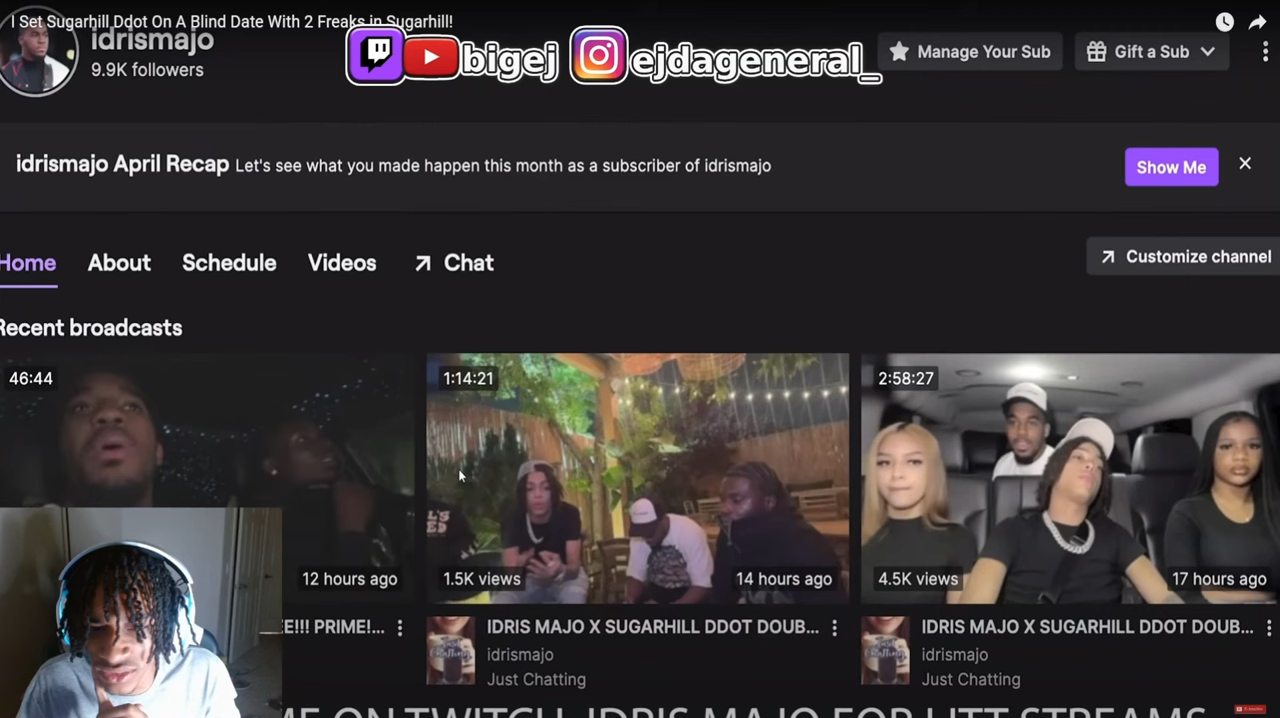 I Set Sugarhill Ddot On A Blind Date With 2 Freaks in Sugarhill!
idrismajo
9.9K followers
bigej
ejdageneral_
Manage Your Sub
Gift a Sub
idrismajo April Recap Let's see what you made happen this month as a subscriber of idrismajo
Show Me
Home
About
Schedule
Videos
Chat
Customize channel
Recent broadcasts
46:44
12 hours ago
1:14:21
1.5K views
14 hours ago
2:58:27
4.5K views
17 hours ago
E!!! PRIME!...
IDRIS MAJO X SUGARHILL DDOT DOUB...
idrismajo
Just Chatting
IDRIS MAJO X SUGARHILL DDOT DOUB...
idrismajo
Just Chatting
ME ON TWITCH IDRIS MAJO FOR LITT STREAMS